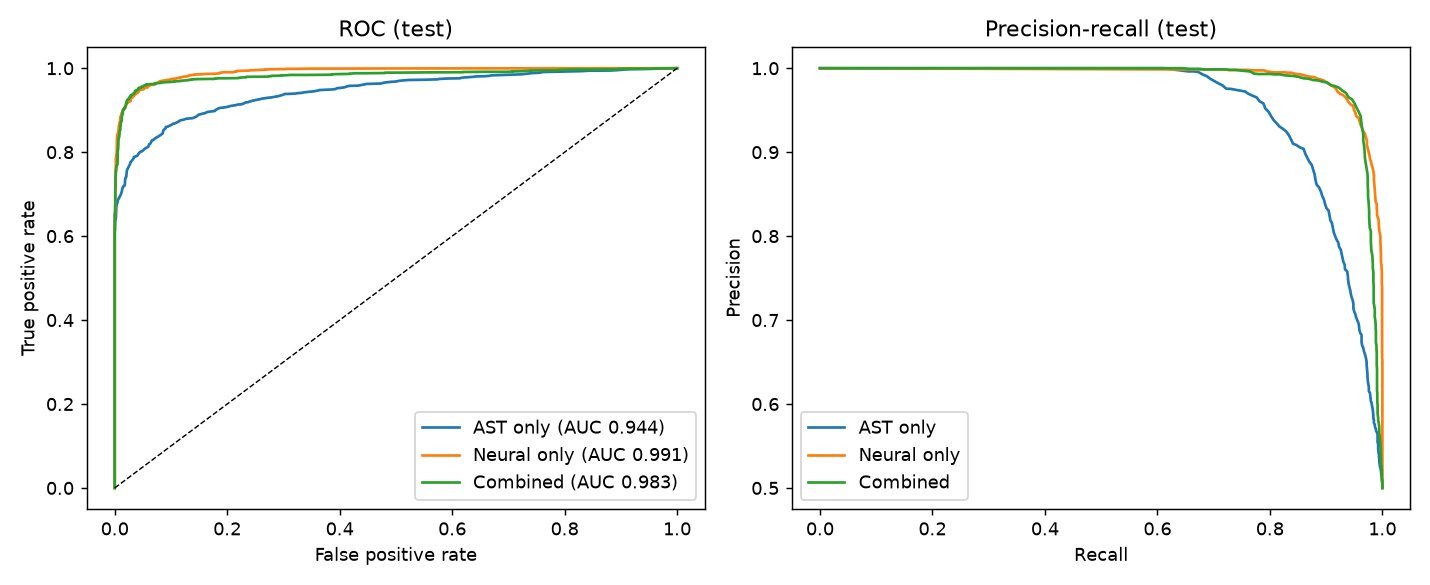 ROC (test)
True positive rate
1.0
0.8
0.6
0.4
0.2
0.0
0.0 0.2 0.4 0.6 0.8 1.0
False positive rate
AST only (AUC 0.944)
Neural only (AUC 0.991)
Combined (AUC 0.983)
Precision-recall (test)
Precision
1.0
0.9
0.8
0.7
0.6
0.5
0.0 0.2 0.4 0.6 0.8 1.0
Recall
AST only
Neural only
Combined